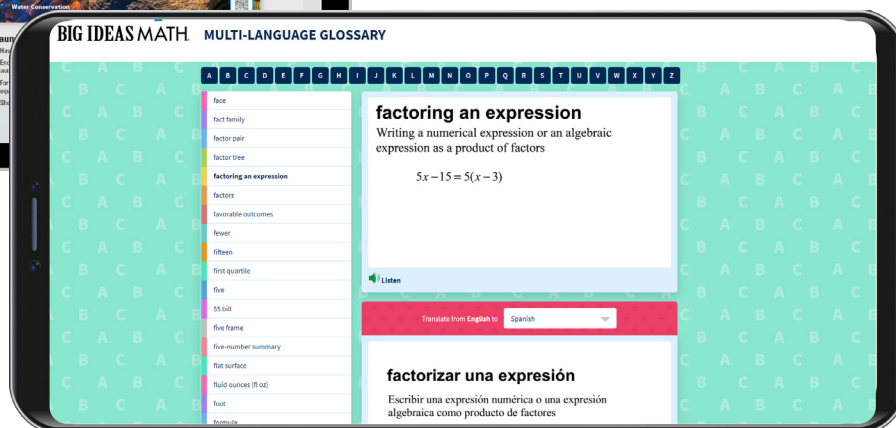 Water Conservation
BIG IDEAS MATH. MULTI-LANGUAGE GLOSSARY
A B C D E F G H I J K L M N O P Q R S T U V W X Y Z
face
fact family
factor pair
factor tree
factoring an expression
factors
favorable outcomes
fewer
fifteen
first quartile
five
$5 bill
five frame
five-number summary
flat surface
fluid ounces (fl oz)
foot
formula
factoring an expression
Writing a numerical expression or an algebraic
expression as a product of factors
5x – 15 = 5(x – 3)
Listen
Translate from English to Spanish
factorizar una expresión
Escribir una expresión numérica o una expresión
algebraica como producto de factores